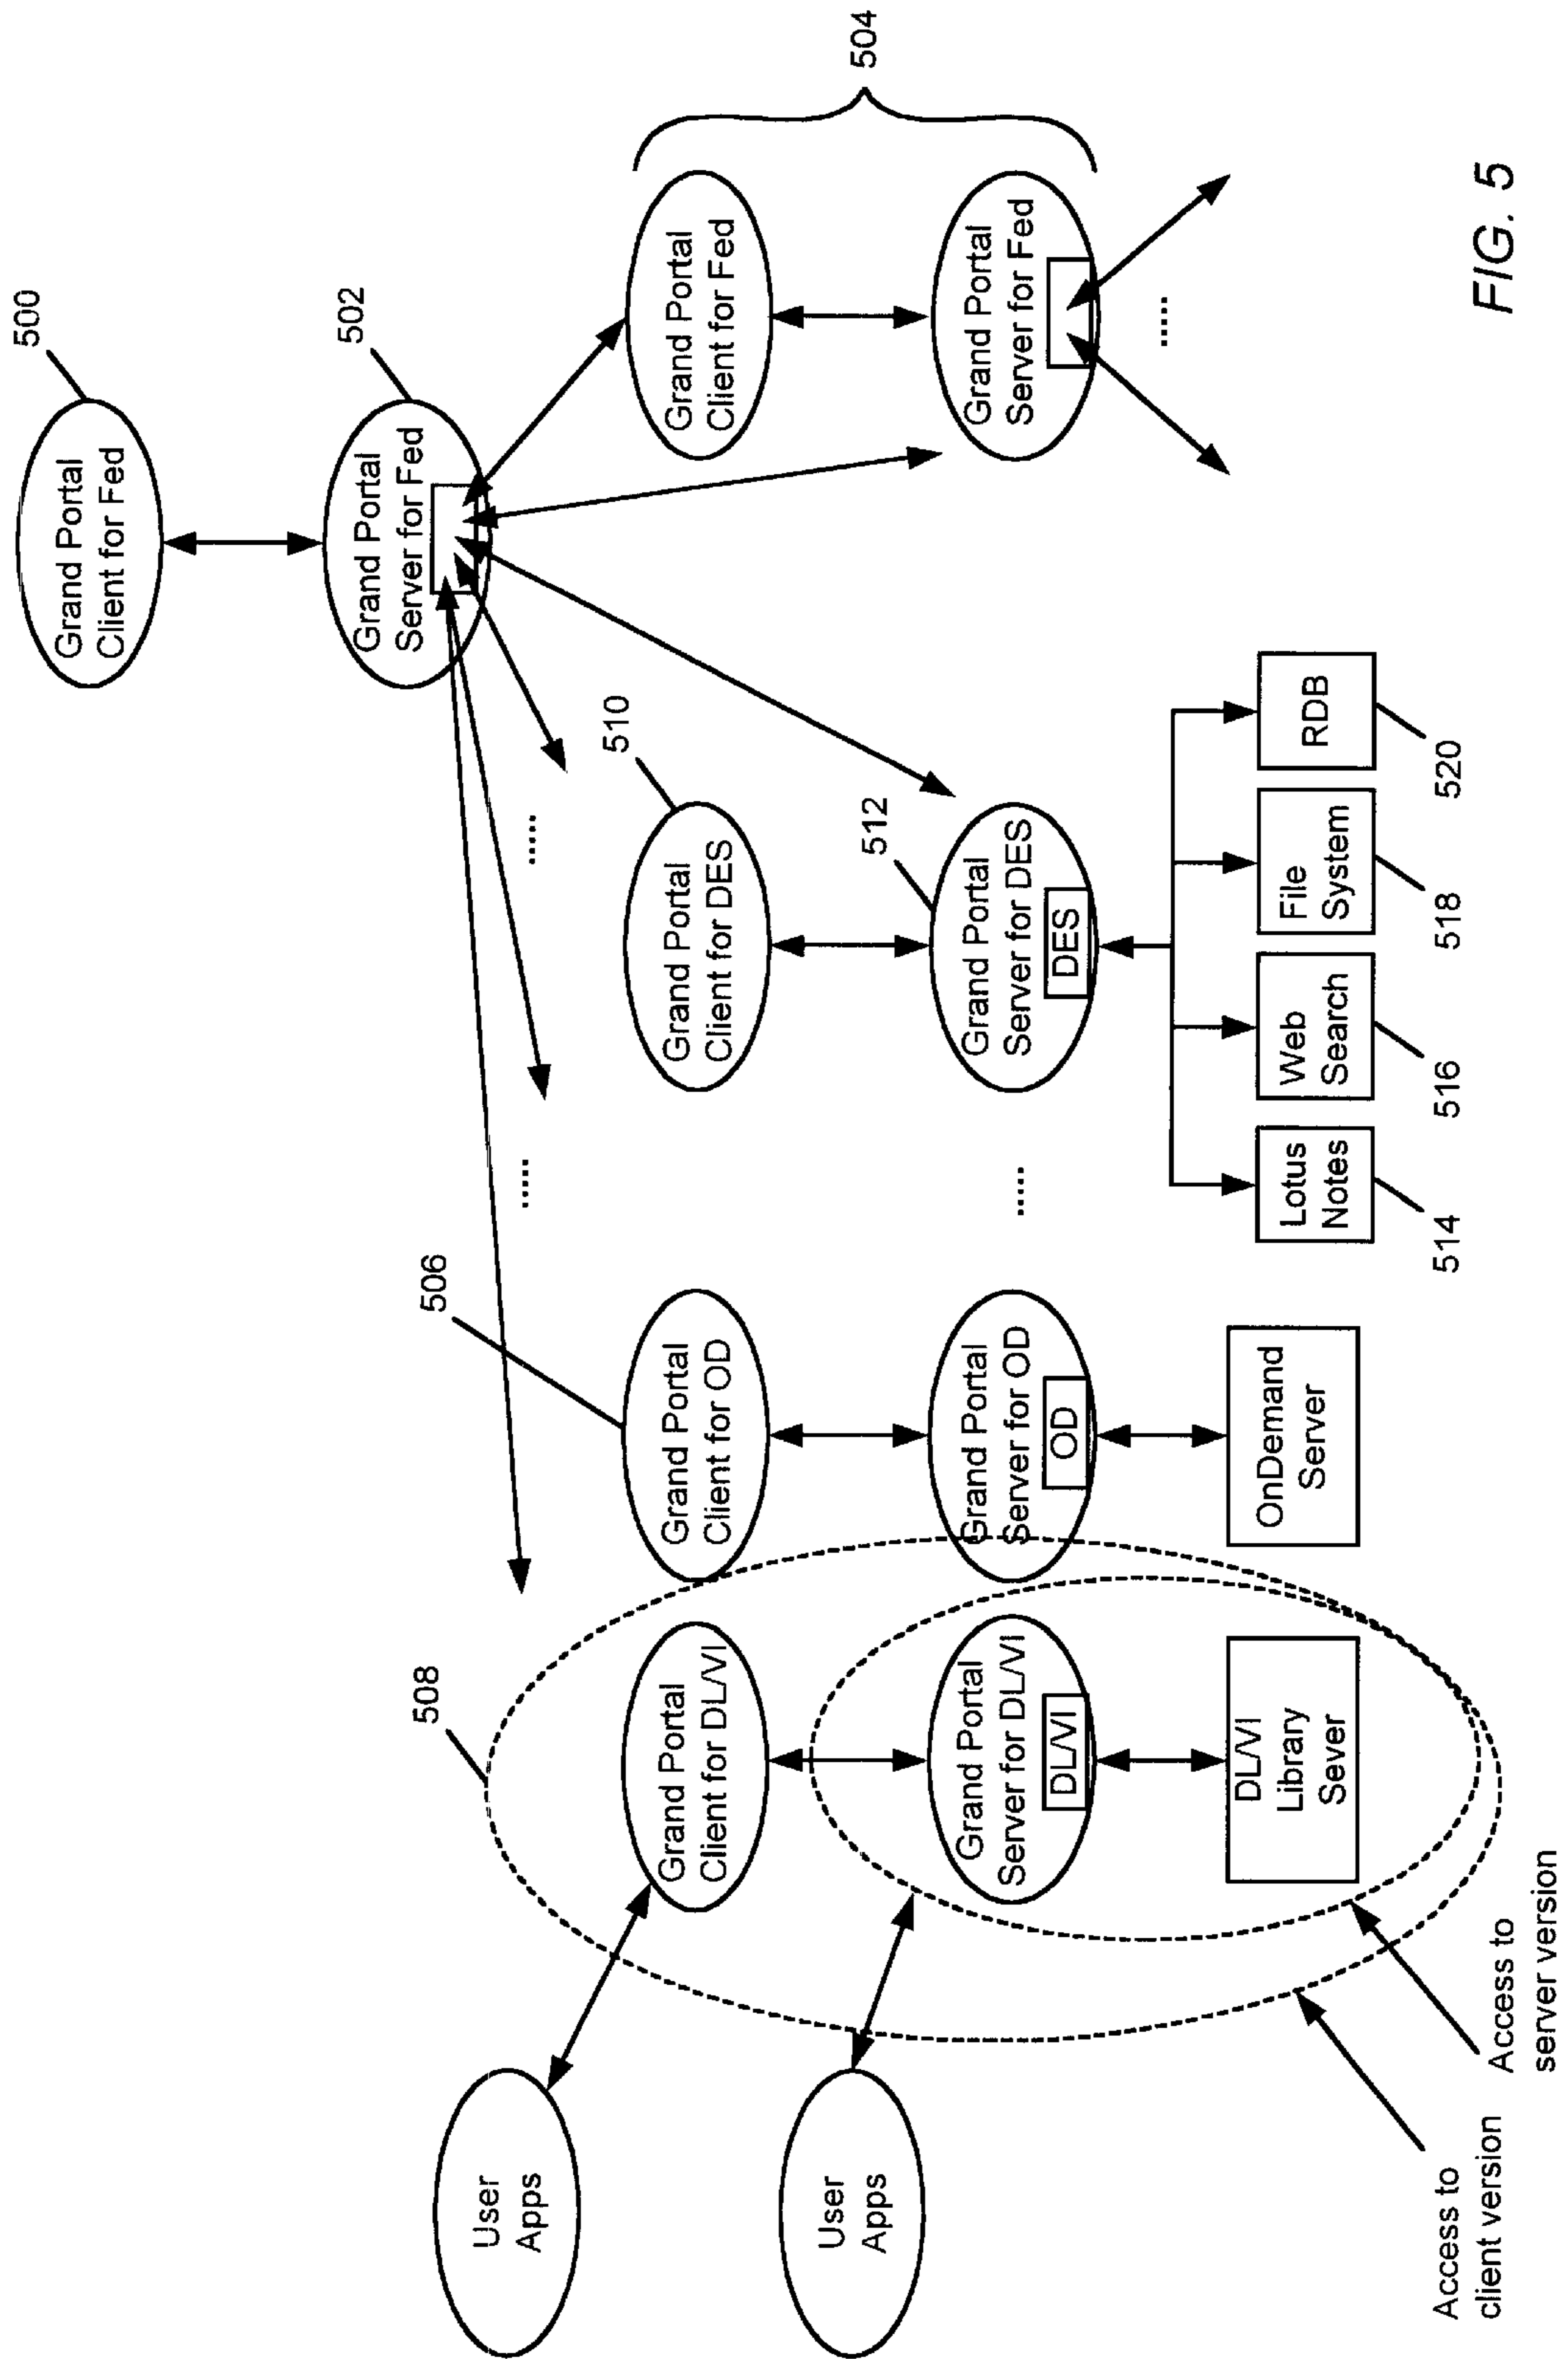 500
Grand Portal
Client for Fed
502
Grand Portal
Server for Fed
504
Grand Portal
Client for Fed
Grand Portal
Server for Fed
.....
.....
.....
510
Grand Portal
Client for DES
512
Grand Portal
Server for DES
DES
Lotus
Notes
514
Web
Search
516
File
System
518
RDB
520
.....
506
Grand Portal
Client for OD
Grand Portal
Server for OD
OD
OnDemand
Server
508
Grand Portal
Client for DL/VI
Grand Portal
Server for DL/VI
DL/VI
DL/VI
Library
Sever
User
Apps
User
Apps
Access to
client version
Access to
server version
FIG. 5